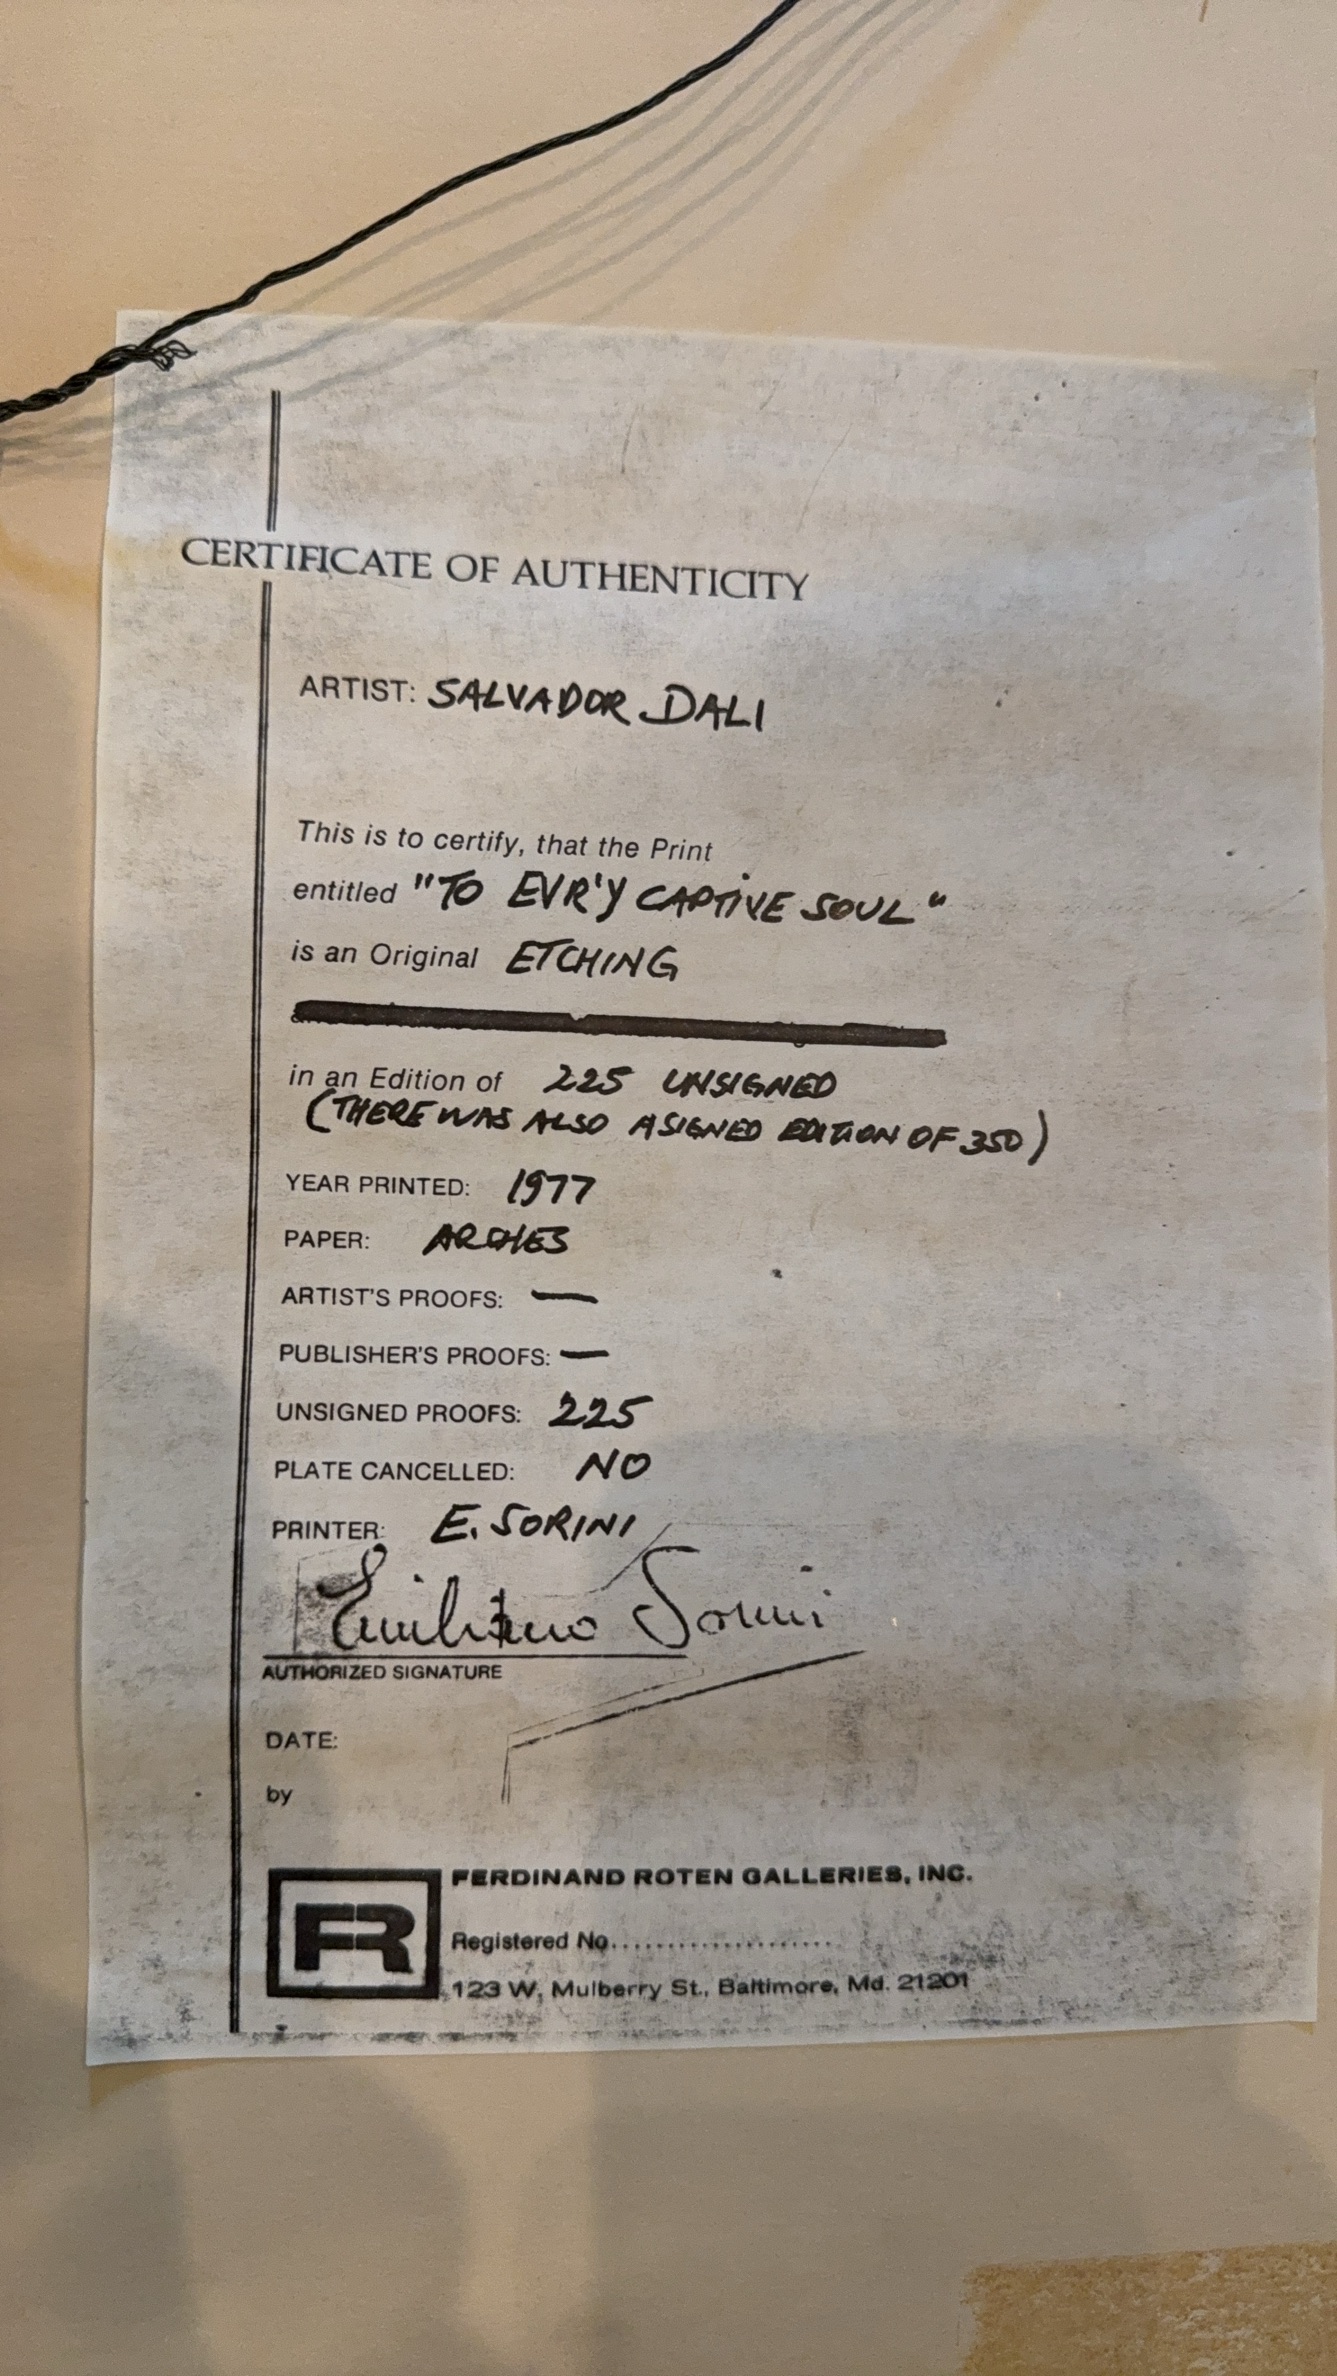 CERTIFICATE OF AUTHENTICITY
ARTIST: SALVADOR DALI
This is to certify, that the Print
entitled "TO EVR'Y CAPTIVE SOUL"
is an Original ETCHING
in an Edition of 225 UNSIGNED
(THERE WAS ALSO A SIGNED EDITION OF 350)
YEAR PRINTED: 1977
PAPER: ARCHES
ARTIST'S PROOFS: —
PUBLISHER'S PROOFS: —
UNSIGNED PROOFS: 225
PLATE CANCELLED: NO
PRINTER: E. SORINI
Emiliano Sorini
AUTHORIZED SIGNATURE
DATE:
by
FR
FERDINAND ROTEN GALLERIES, INC.
Registered No......................
123 W. Mulberry St., Baltimore, Md. 21201